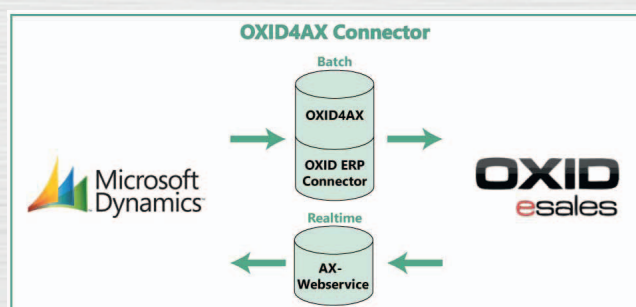 OXID4AX Connector
Batch
OXID4AX
OXID ERP
Connector
Microsoft
Dynamics
OXID
esales
Realtime
AX-
Webservice